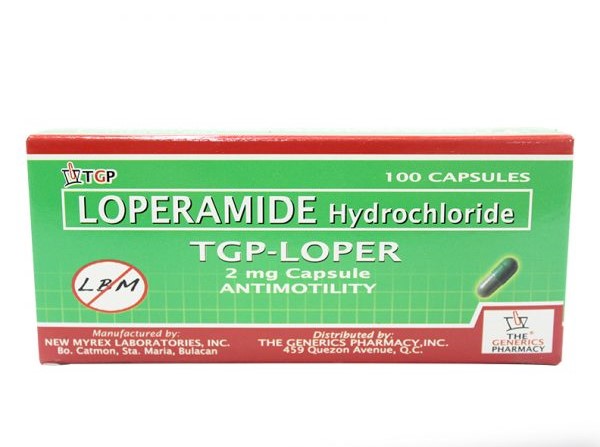 TGP
100 CAPSULES
LOPERAMIDE Hydrochloride
TGP-LOPER
2 mg Capsule
ANTIMOTILITY
LBM
Manufactured by:
NEW MYREX LABORATORIES, INC.
Bo. Catmon, Sta. Maria, Bulacan
Distributed by:
THE GENERICS PHARMACY,INC.
459 Quezon Avenue, Q.C.
THE
GENERICS
PHARMACY